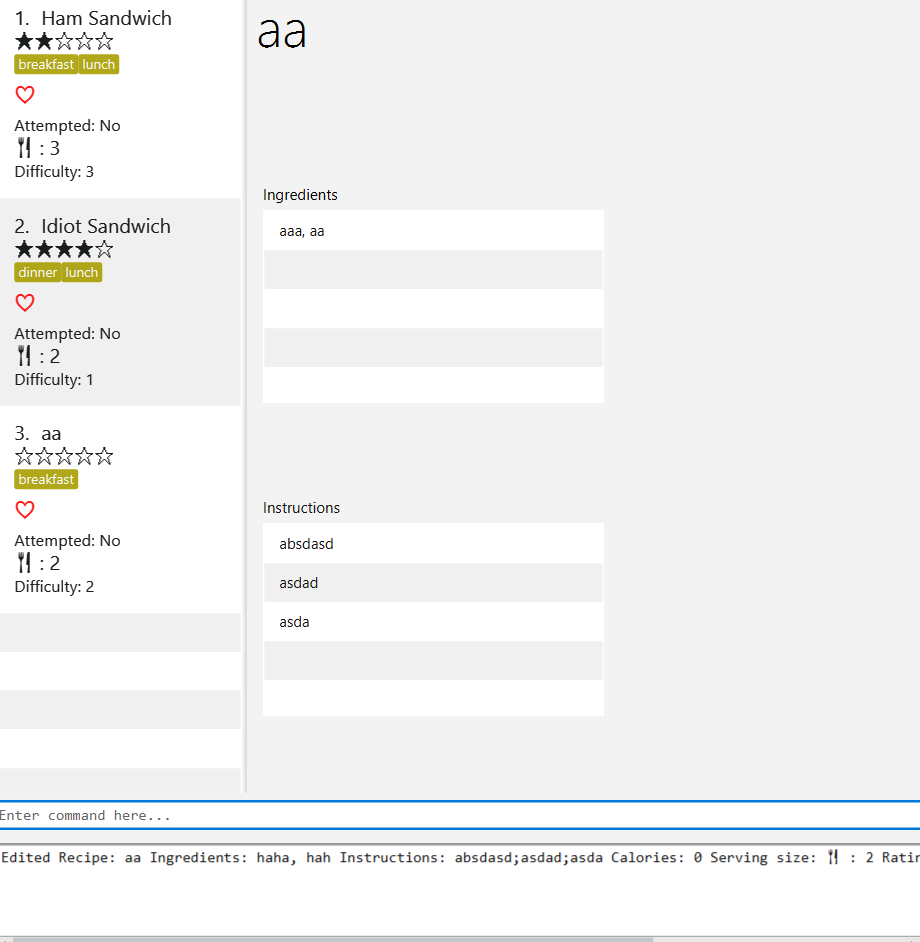 1. Ham Sandwich
breakfast lunch
Attempted: No
: 3
Difficulty: 3
2. Idiot Sandwich
dinner lunch
Attempted: No
: 2
Difficulty: 1
3. aa
breakfast
Attempted: No
: 2
Difficulty: 2
aa
Ingredients
aaa, aa
Instructions
absdasd
asdad
asda
Enter command here...
Edited Recipe: aa Ingredients: haha, hah Instructions: absdasd;asdad;asda Calories: 0 Serving size: : 2